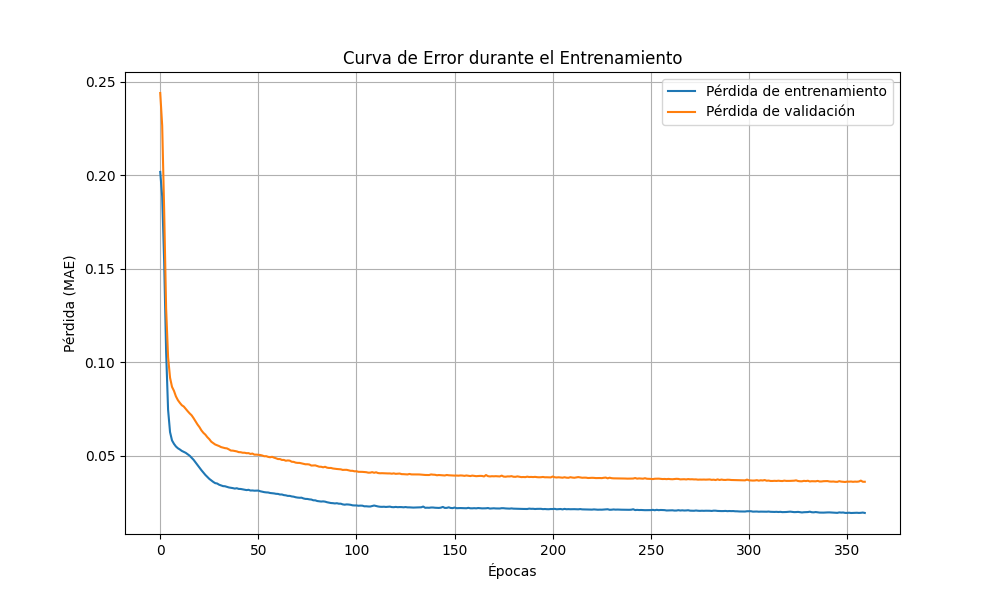 Curva de Error durante el Entrenamiento
Pérdida de entrenamiento
Pérdida de validación
0.25
0.20
0.15
0.10
0.05
Pérdida (MAE)
0 50 100 150 200 250 300 350
Épocas